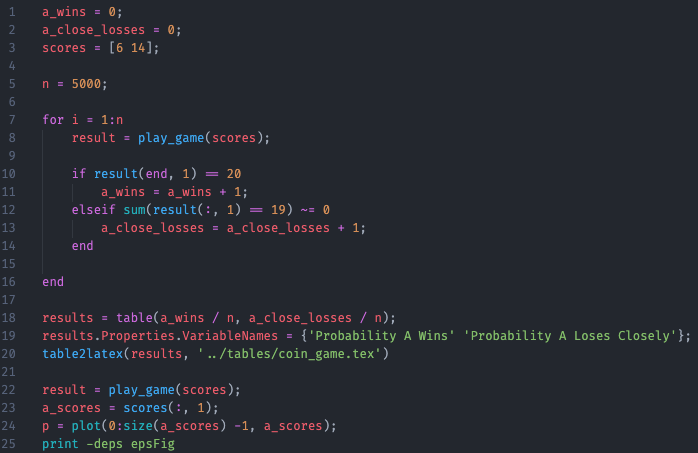 1 a_wins = 0;
2 a_close_losses = 0;
3 scores = [6 14];
4
5 n = 5000;
6
7 for i = 1:n
8     result = play_game(scores);
9
10     if result(end, 1) == 20
11         a_wins = a_wins + 1;
12     elseif sum(result(:, 1) == 19) ~= 0
13         a_close_losses = a_close_losses + 1;
14     end
15
16 end
17
18 results = table(a_wins / n, a_close_losses / n);
19 results.Properties.VariableNames = {'Probability A Wins' 'Probability A Loses Closely'};
20 table2latex(results, '../tables/coin_game.tex')
21
22 result = play_game(scores);
23 a_scores = scores(:, 1);
24 p = plot(0:size(a_scores) -1, a_scores);
25 print -deps epsFig